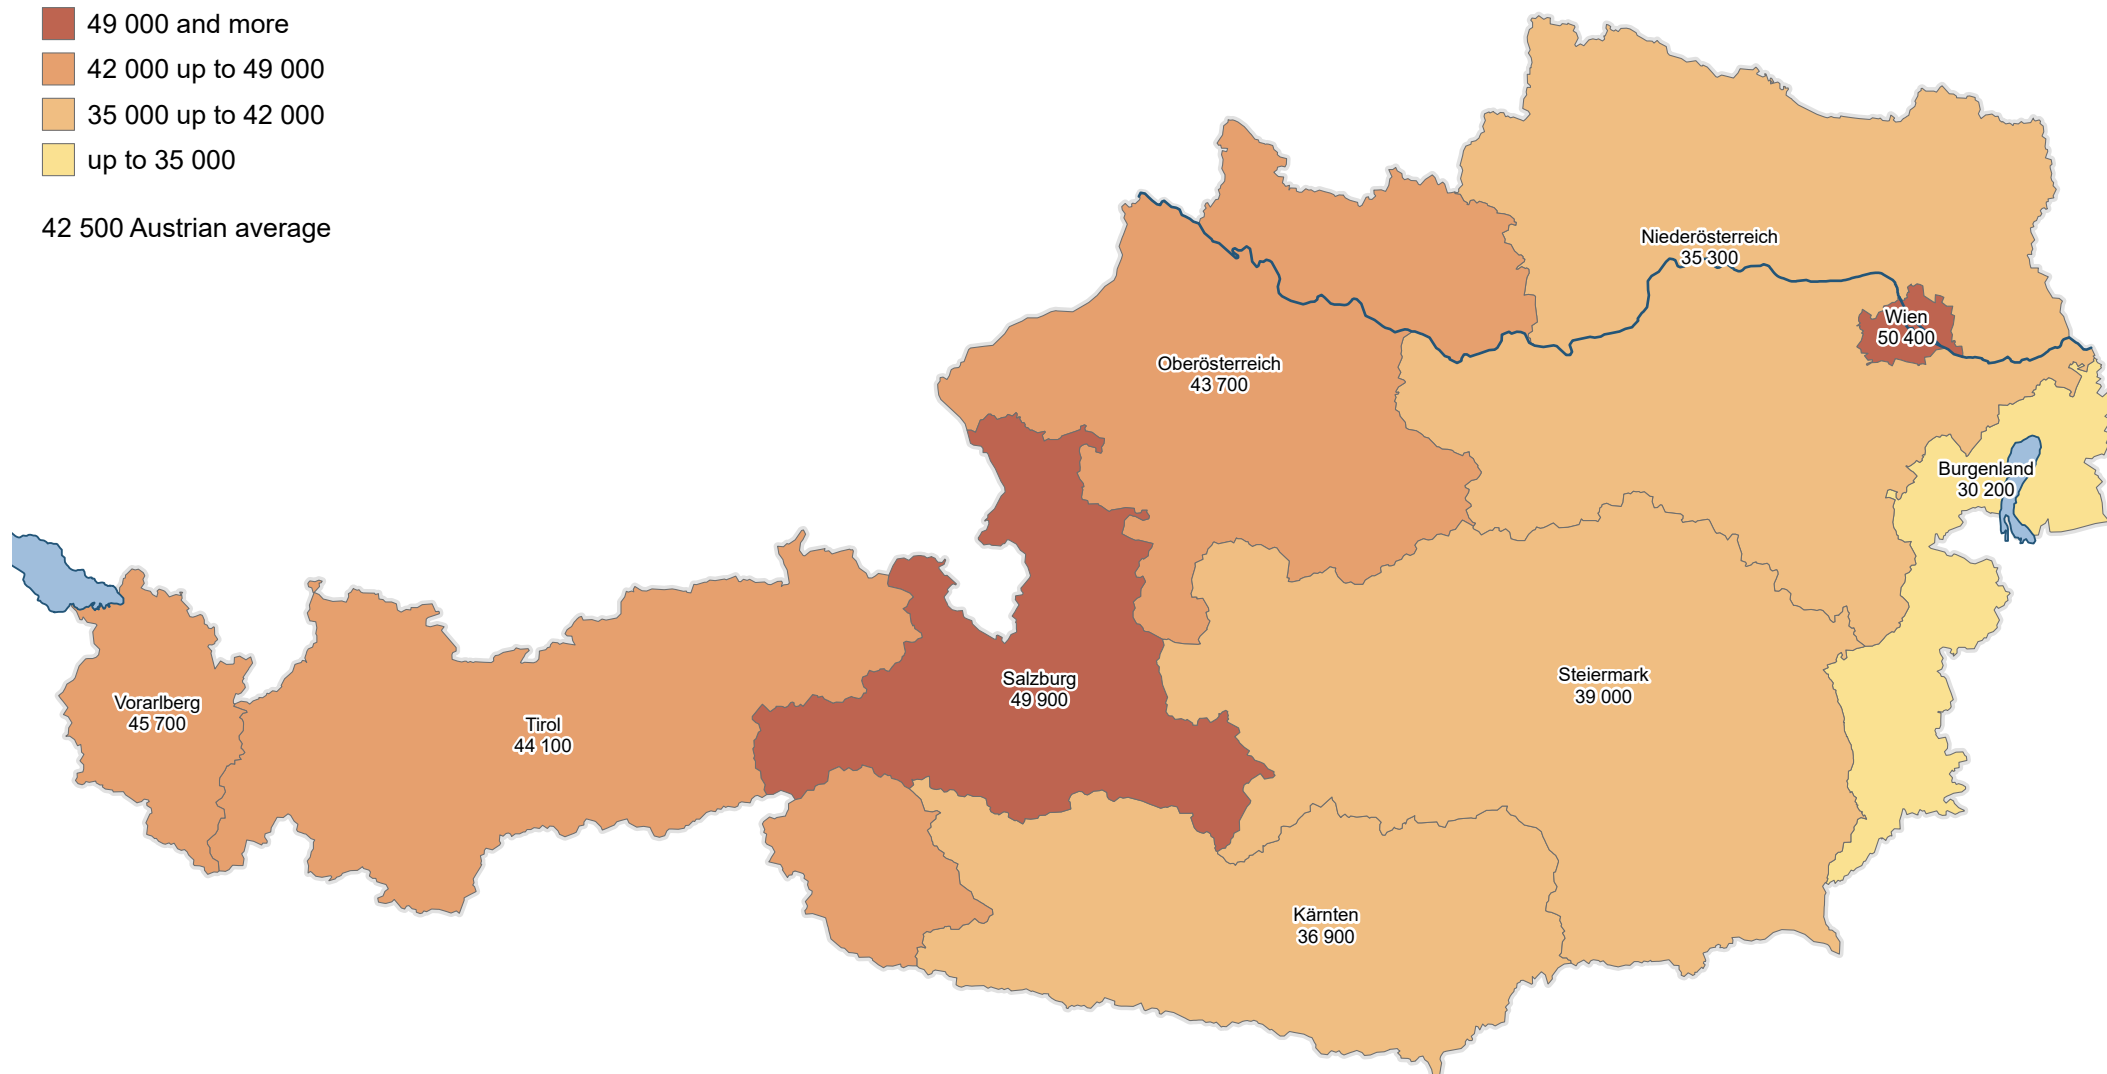 49 000 and more
42 000 up to 49 000
35 000 up to 42 000
up to 35 000
42 500 Austrian average
Niederösterreich
35 300
Wien
50 400
Oberösterreich
43 700
Burgenland
30 200
Salzburg
49 900
Steiermark
39 000
Vorarlberg
45 700
Tirol
44 100
Kärnten
36 900